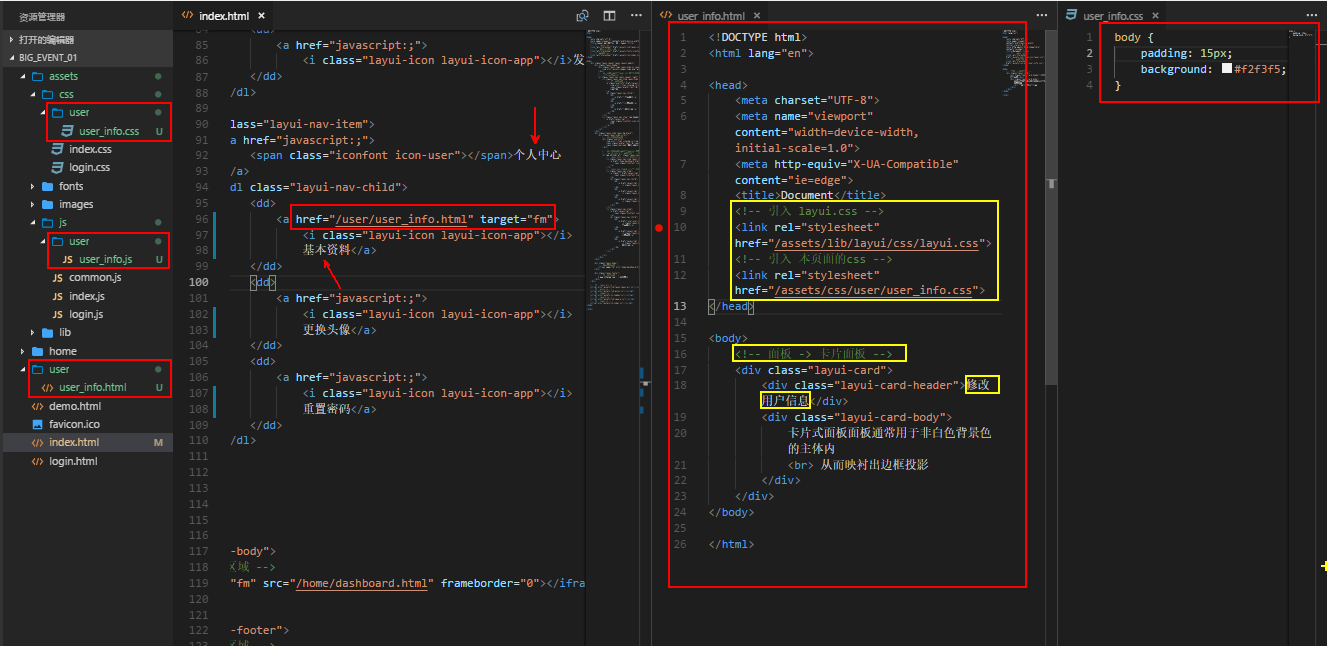 资源管理器
打开的编辑器
BIG_EVENT_01
assets
css
user
user_info.css U
index.css
login.css
fonts
images
js
user
user_info.js U
common.js
index.js
login.js
lib
home
user
user_info.html U
demo.html
favicon.ico
index.html M
login.html
index.html ×
85 <a href="javascript:;">
86 <i class="layui-icon layui-icon-app"></i>发
87 </dd>
88 /dl>
89
90 lass="layui-nav-item">
91 a href="javascript:;">
92 <span class="iconfont icon-user"></span>个人中心
93 /a>
94 dl class="layui-nav-child">
95 <dd>
96 <a href="/user/user_info.html" target="fm">
97 <i class="layui-icon layui-icon-app"></i>
98 基本资料</a>
99 </dd>
100 <dd>
101 <a href="javascript:;">
102 <i class="layui-icon layui-icon-app"></i>
103 更换头像</a>
104 </dd>
105 <dd>
106 <a href="javascript:;">
107 <i class="layui-icon layui-icon-app"></i>
108 重置密码</a>
109 </dd>
110 /dl>
111
112
113
114
115
116
117 -body">
118 区域 -->
119 "fm" src="/home/dashboard.html" frameborder="0"></ifra
120
121
122 -footer">
user_info.html ×
1 <!DOCTYPE html>
2 <html lang="en">
3
4 <head>
5 <meta charset="UTF-8">
6 <meta name="viewport"
content="width=device-width,
initial-scale=1.0">
7 <meta http-equiv="X-UA-Compatible"
content="ie=edge">
8 <title>Document</title>
9 <!-- 引入 layui.css -->
10 <link rel="stylesheet"
href="/assets/lib/layui/css/layui.css">
11 <!-- 引入 本页面的css -->
12 <link rel="stylesheet"
href="/assets/css/user/user_info.css">
13 </head>
14
15 <body>
16 <!-- 面板 -> 卡片面板 -->
17 <div class="layui-card">
18 <div class="layui-card-header">修改
用户信息</div>
19 <div class="layui-card-body">
20 卡片式面板面板通常用于非白色背景色
的主体内
21 <br> 从而映衬出边框投影
22 </div>
23 </div>
24 </body>
25
26 </html>
user_info.css ×
1 body {
2 padding: 15px;
3 background: #f2f3f5;
4 }